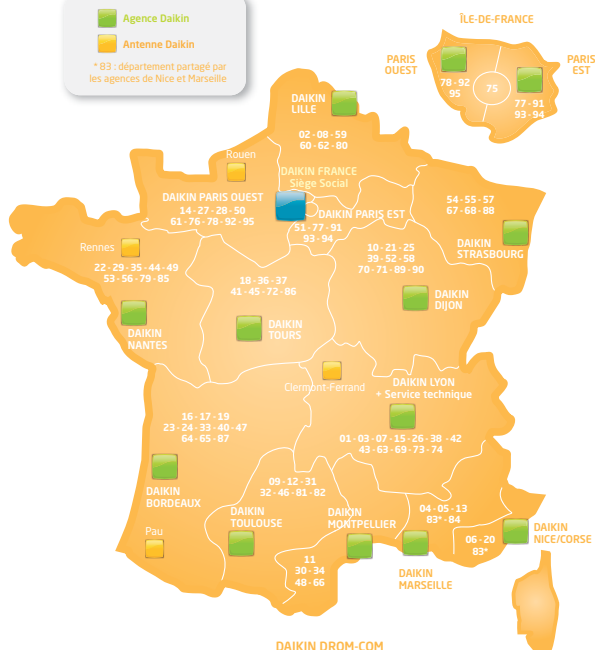 Agence Daikin
Antenne Daikin
* 83 : département partagé par
les agences de Nice et Marseille
ÎLE-DE-FRANCE
PARIS
OUEST
PARIS
EST
78 - 92
95
75
77 - 91
93 - 94
DAIKIN
LILLE
02 - 08 - 59
60 - 62 - 80
Rouen
DAIKIN FRANCE
Siège Social
DAIKIN PARIS OUEST
14 - 27 - 28 - 50
61 - 76 - 78 - 92 - 95
DAIKIN PARIS EST
51 - 77 - 91
93 - 94
54 - 55 - 57
67 - 68 - 88
DAIKIN
STRASBOURG
Rennes
22 - 29 - 35 - 44 - 49
53 - 56 - 79 - 85
DAIKIN
NANTES
18 - 36 - 37
41 - 45 - 72 - 86
DAIKIN
TOURS
10 - 21 - 25
39 - 52 - 58
70 - 71 - 89 - 90
DAIKIN
DIJON
Clermont-Ferrand
DAIKIN LYON
+ Service technique
01 - 03 - 07 - 15 - 26 - 38 - 42
43 - 63 - 69 - 73 - 74
16 - 17 - 19
23 - 24 - 33 - 40 - 47
64 - 65 - 87
DAIKIN
BORDEAUX
Pau
09 - 12 - 31
32 - 46 - 81 - 82
DAIKIN
TOULOUSE
DAIKIN
MONTPELLIER
11
30 - 34
48 - 66
04 - 05 - 13
83* - 84
DAIKIN
MARSEILLE
06 - 20
83*
DAIKIN
NICE/CORSE
DAIKIN DROM-COM